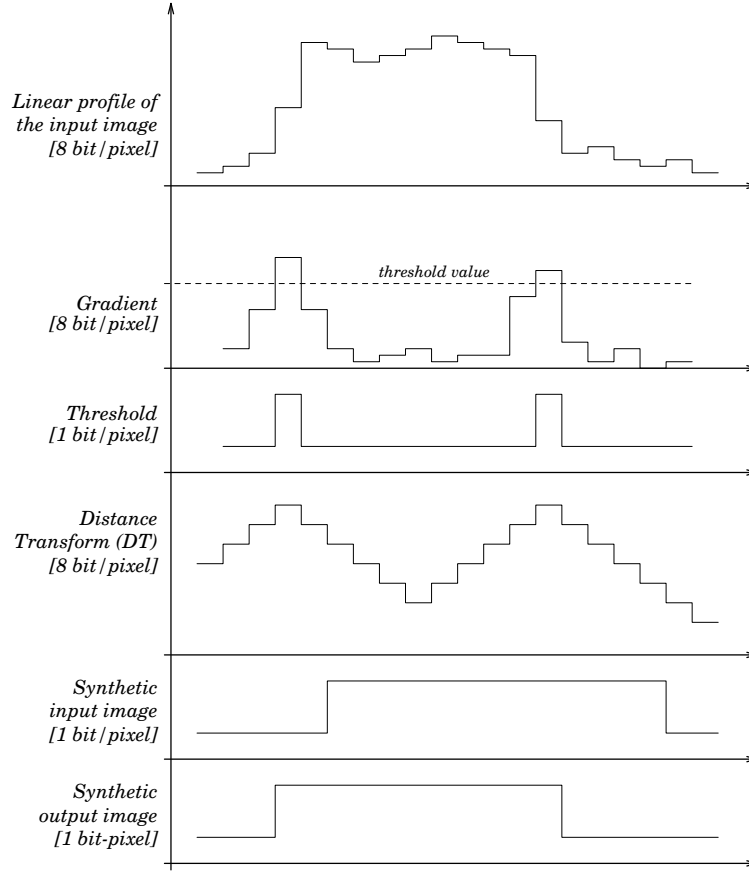 Linear profile of
the input image
[8 bit/pixel]
threshold value
Gradient
[8 bit/pixel]
Threshold
[1 bit/pixel]
Distance
Transform (DT)
[8 bit/pixel]
Synthetic
input image
[1 bit/pixel]
Synthetic
output image
[1 bit-pixel]